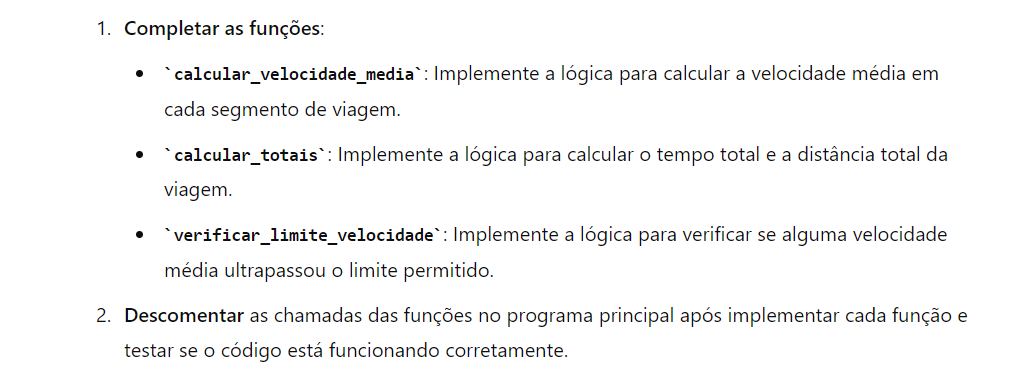 1. Completar as funções:
• `calcular_velocidade_media`: Implemente a lógica para calcular a velocidade média em
cada segmento de viagem.
• `calcular_totais`: Implemente a lógica para calcular o tempo total e a distância total da
viagem.
• `verificar_limite_velocidade`: Implemente a lógica para verificar se alguma velocidade
média ultrapassou o limite permitido.
2. Descomentar as chamadas das funções no programa principal após implementar cada função e
testar se o código está funcionando corretamente.